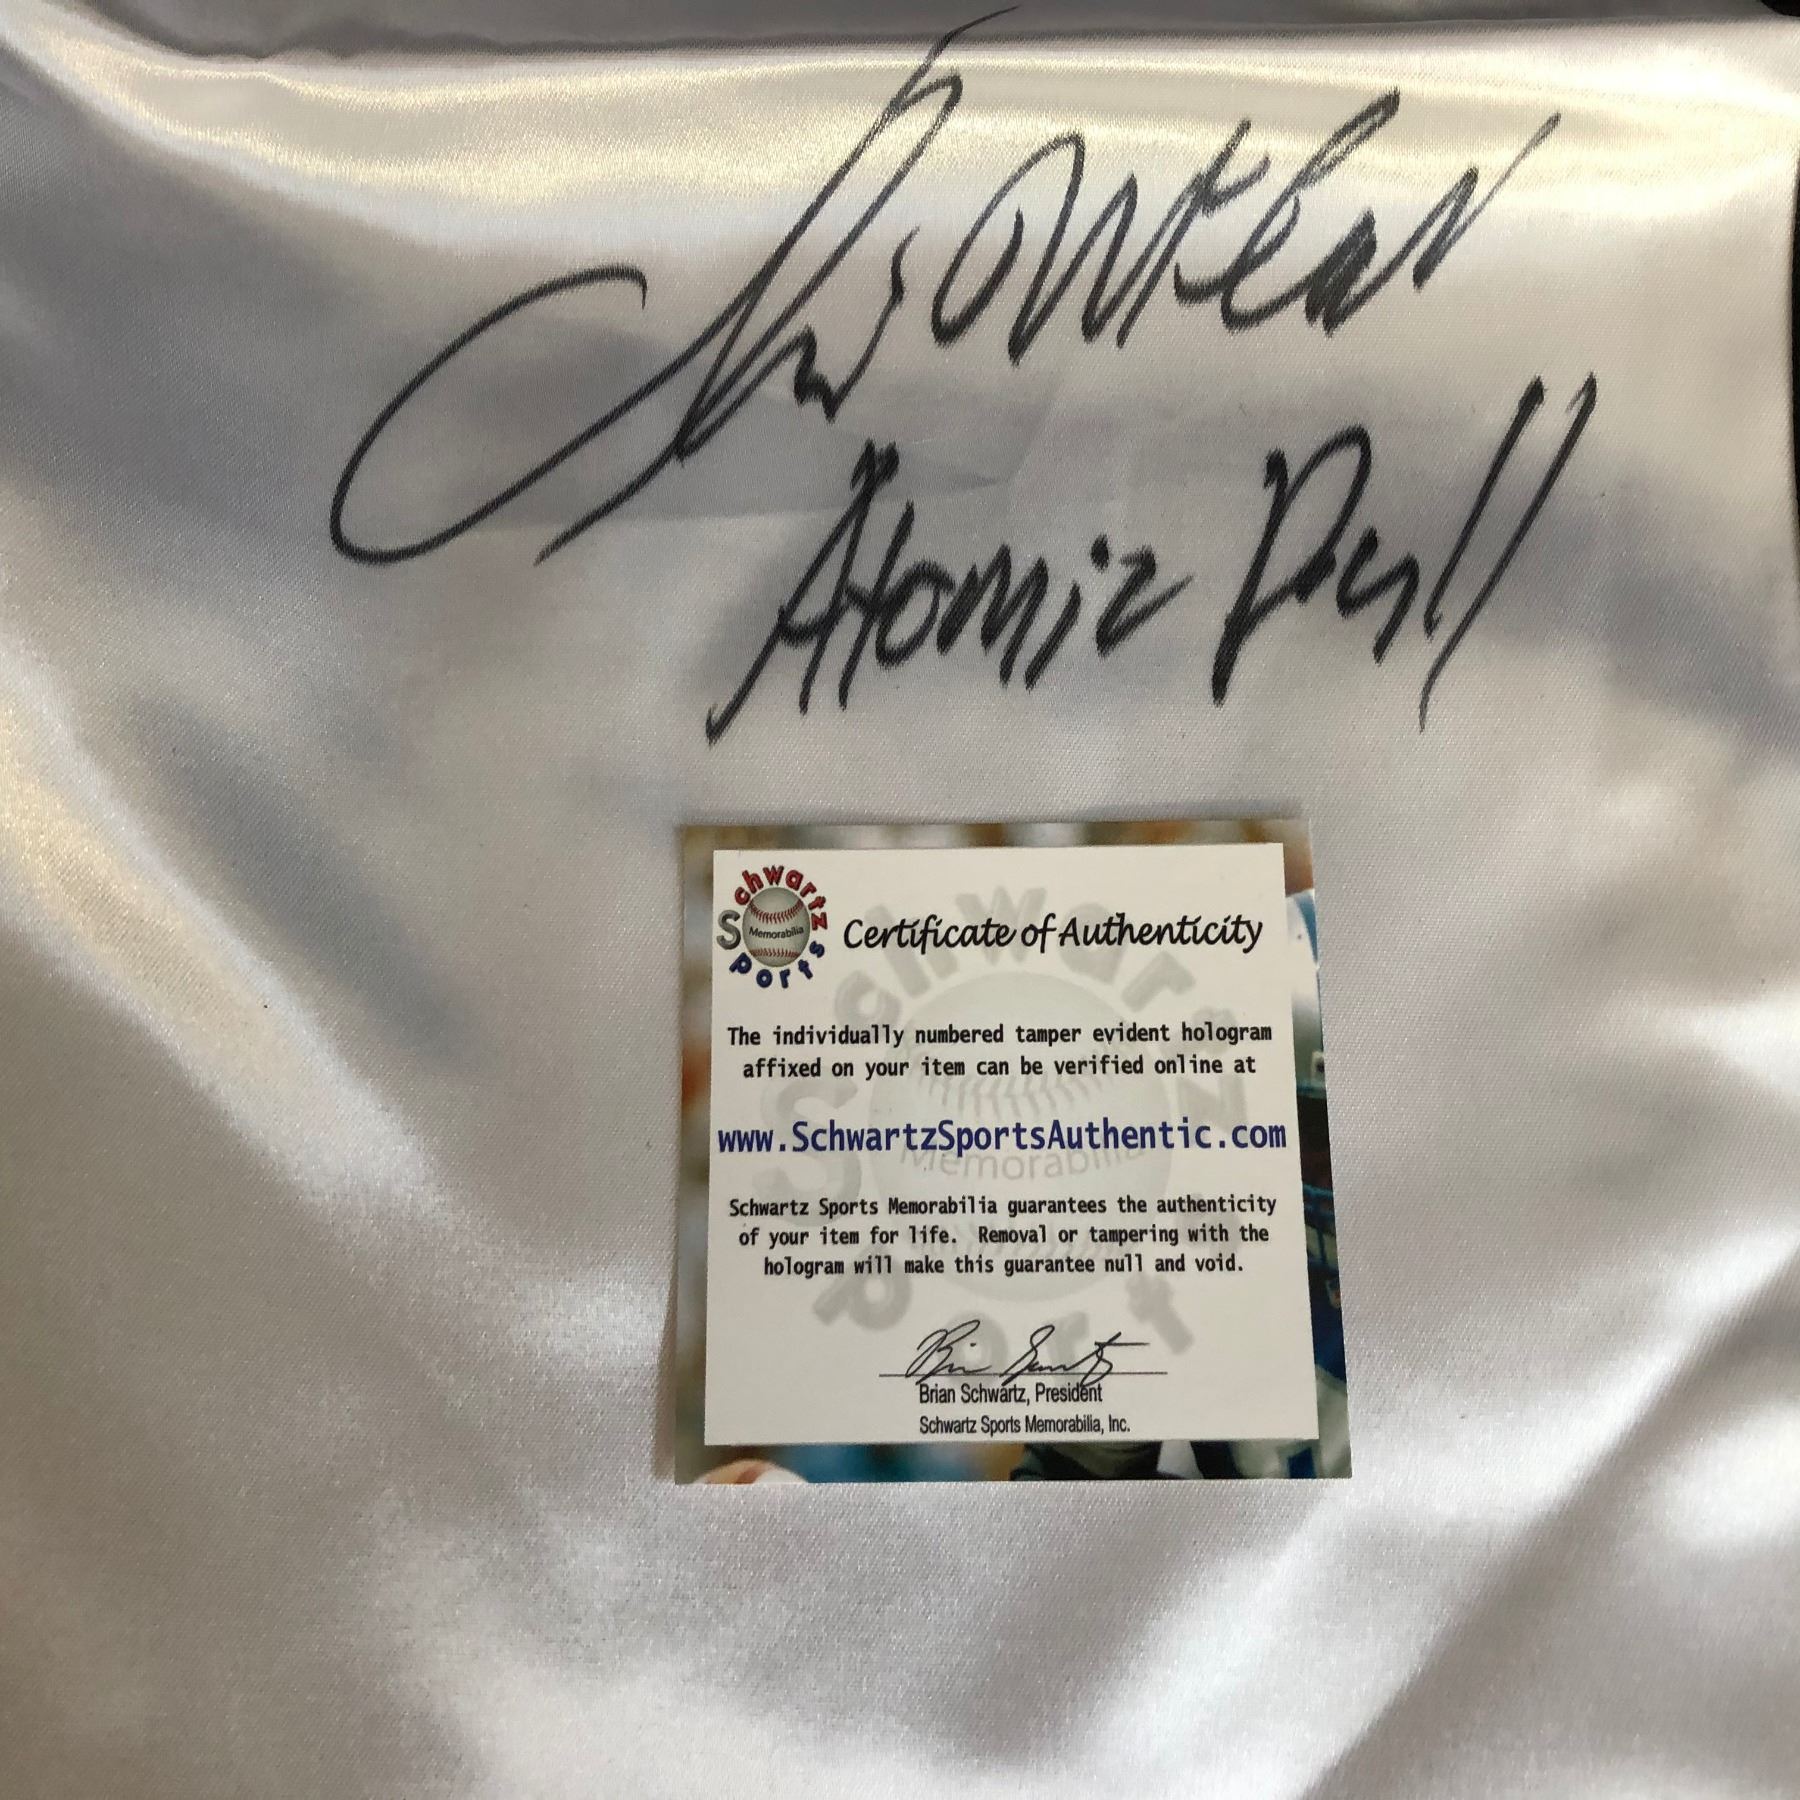 Atomic Bull
Schwartz
Sports
Memorabilia
Certificate of Authenticity
The individually numbered tamper evident hologram
affixed on your item can be verified online at
www.SchwartzSportsAuthentic.com
Schwartz Sports Memorabilia guarantees the authenticity
of your item for life. Removal or tampering with the
hologram will make this guarantee null and void.
Brian Schwartz, President
Schwartz Sports Memorabilia, Inc.